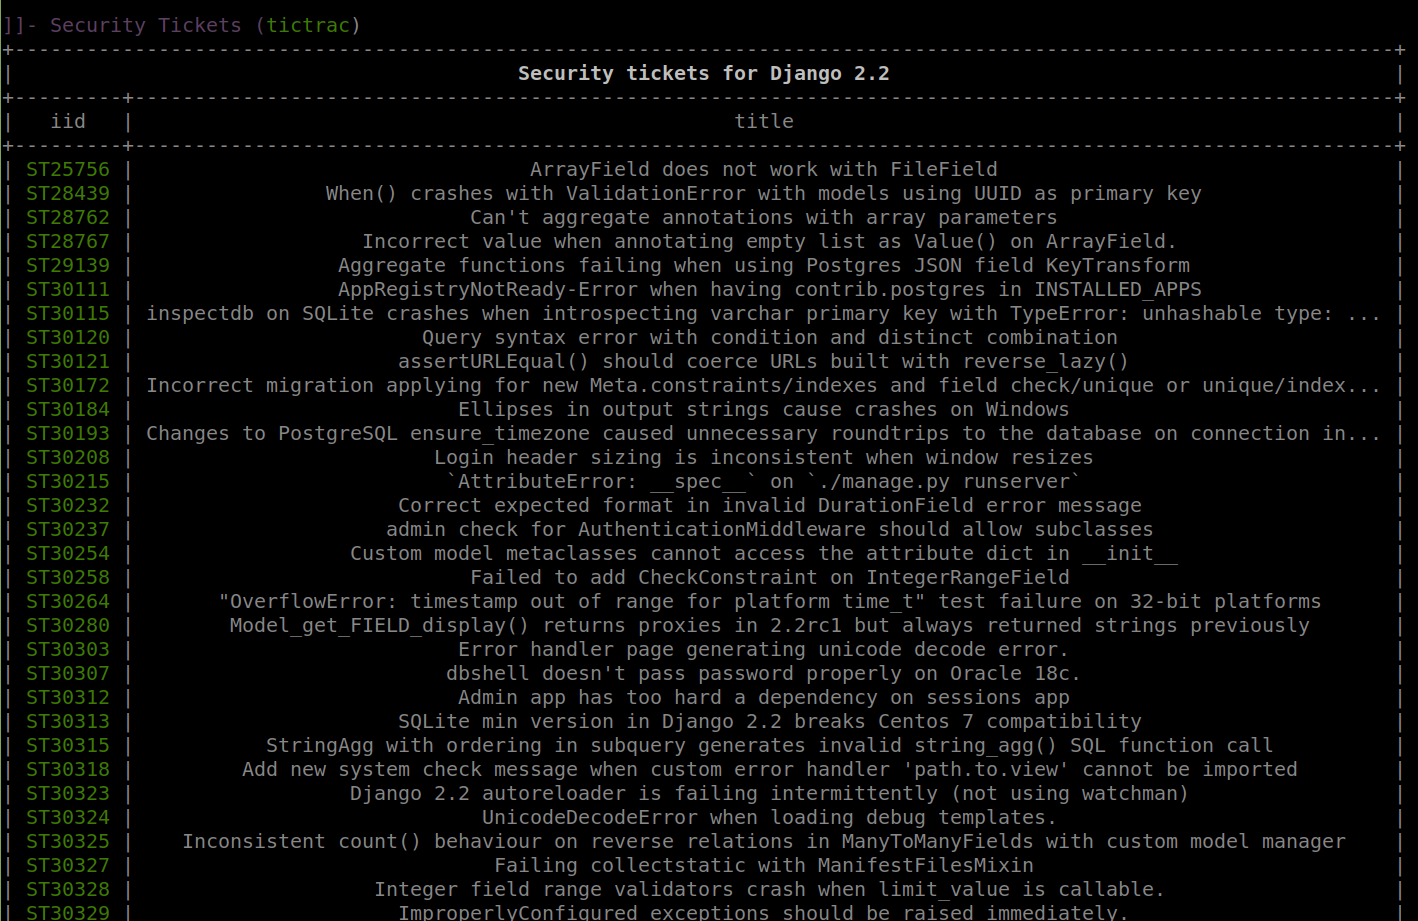 ]]- Security Tickets (tictrac)
Security tickets for Django 2.2
| iid | title |
| ST25756 | ArrayField does not work with FileField |
| ST28439 | When() crashes with ValidationError with models using UUID as primary key |
| ST28762 | Can't aggregate annotations with array parameters |
| ST28767 | Incorrect value when annotating empty list as Value() on ArrayField. |
| ST29139 | Aggregate functions failing when using Postgres JSON field KeyTransform |
| ST30111 | AppRegistryNotReady-Error when having contrib.postgres in INSTALLED_APPS |
| ST30115 | inspectdb on SQLite crashes when introspecting varchar primary key with TypeError: unhashable type: ... |
| ST30120 | Query syntax error with condition and distinct combination |
| ST30121 | assertURLEqual() should coerce URLs built with reverse_lazy() |
| ST30172 | Incorrect migration applying for new Meta.constraints/indexes and field check/unique or unique/index... |
| ST30184 | Ellipses in output strings cause crashes on Windows |
| ST30193 | Changes to PostgreSQL ensure_timezone caused unnecessary roundtrips to the database on connection in... |
| ST30208 | Login header sizing is inconsistent when window resizes |
| ST30215 | `AttributeError: __spec__` on `./manage.py runserver` |
| ST30232 | Correct expected format in invalid DurationField error message |
| ST30237 | admin check for AuthenticationMiddleware should allow subclasses |
| ST30254 | Custom model metaclasses cannot access the attribute dict in __init__ |
| ST30258 | Failed to add CheckConstraint on IntegerRangeField |
| ST30264 | "OverflowError: timestamp out of range for platform time_t" test failure on 32-bit platforms |
| ST30280 | Model_get_FIELD_display() returns proxies in 2.2rc1 but always returned strings previously |
| ST30303 | Error handler page generating unicode decode error. |
| ST30307 | dbshell doesn't pass password properly on Oracle 18c. |
| ST30312 | Admin app has too hard a dependency on sessions app |
| ST30313 | SQLite min version in Django 2.2 breaks Centos 7 compatibility |
| ST30315 | StringAgg with ordering in subquery generates invalid string_agg() SQL function call |
| ST30318 | Add new system check message when custom error handler 'path.to.view' cannot be imported |
| ST30323 | Django 2.2 autoreloader is failing intermittently (not using watchman) |
| ST30324 | UnicodeDecodeError when loading debug templates. |
| ST30325 | Inconsistent count() behaviour on reverse relations in ManyToManyFields with custom model manager |
| ST30327 | Failing collectstatic with ManifestFilesMixin |
| ST30328 | Integer field range validators crash when limit_value is callable. |
| ST30329 | ImproperlyConfigured exceptions should be raised immediately. |